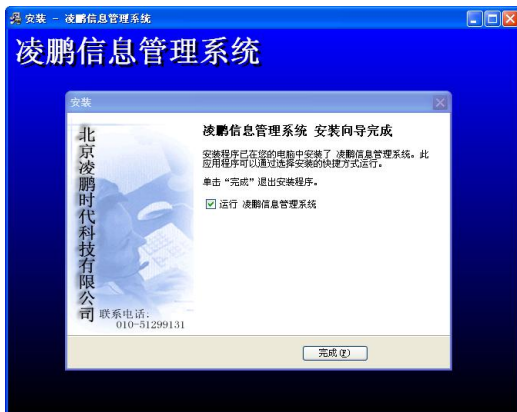 安装 - 凌鹏信息管理系统
凌鹏信息管理系统
安装
北京凌鹏时代科技有限公司
联系电话:
010-51299131
凌鹏信息管理系统 安装向导完成
安装程序已在您的电脑中安装了 凌鹏信息管理系统。此
应用程序可以通过选择安装的快捷方式运行。
单击“完成”退出安装程序。
运行 凌鹏信息管理系统
完成(F)